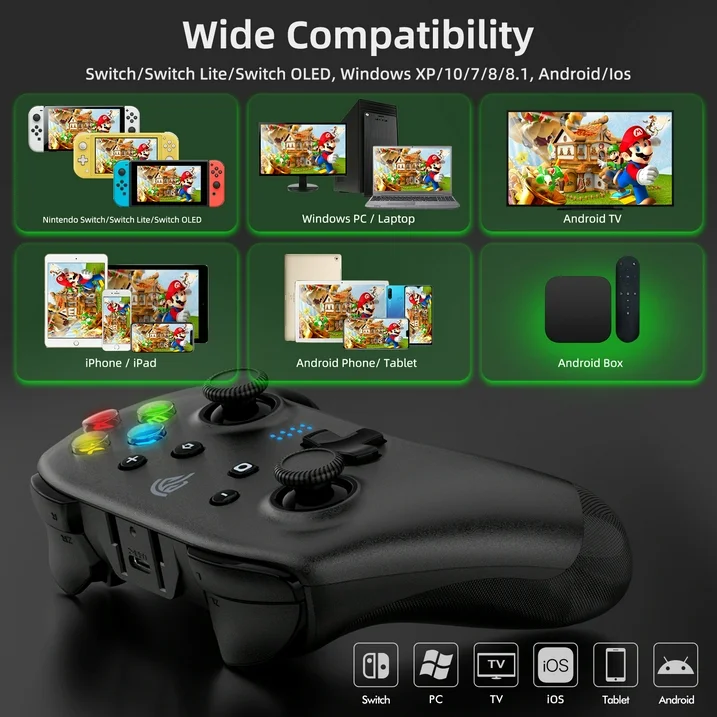 Wide Compatibility
Switch/Switch Lite/Switch OLED, Windows XP/10/7/8/8.1, Android/Ios
Nintendo Switch/Switch Lite/Switch OLED
Windows PC / Laptop
Android TV
iPhone / iPad
Android Phone/ Tablet
Android Box
TV
iOS
Switch
PC
TV
iOS
Tablet
Android